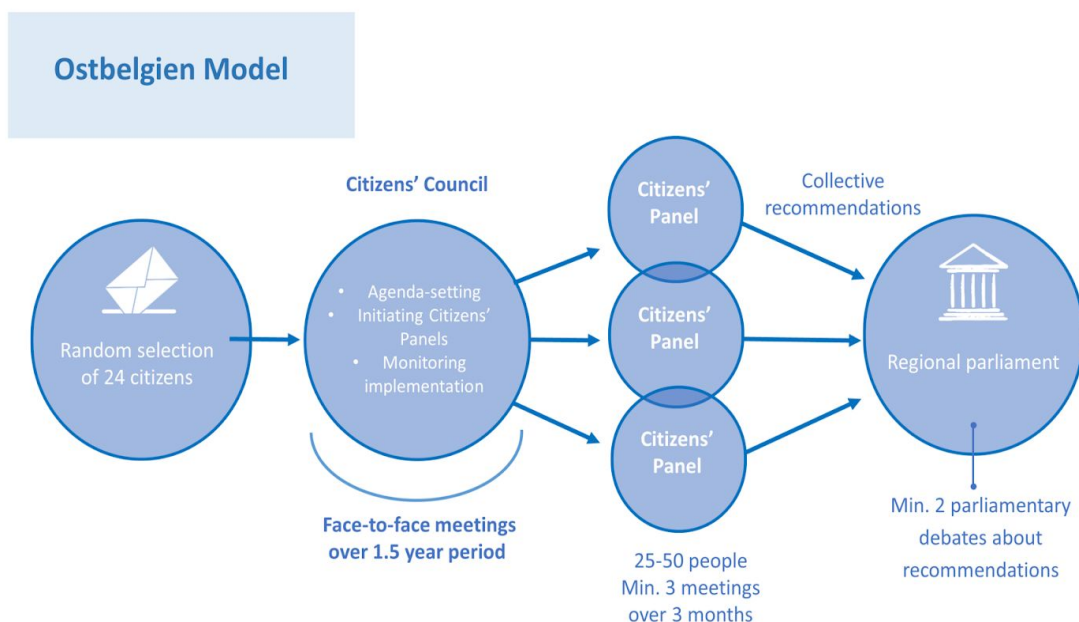 Ostbelgien Model
Random selection
of 24 citizens
Citizens' Council
• Agenda-setting
• Initiating Citizens'
Panels
• Monitoring
implementation
Face-to-face meetings
over 1.5 year period
Citizens'
Panel
Citizens'
Panel
Citizens'
Panel
25-50 people
Min. 3 meetings
over 3 months
Collective
recommendations
Regional parliament
Min. 2 parliamentary
debates about
recommendations